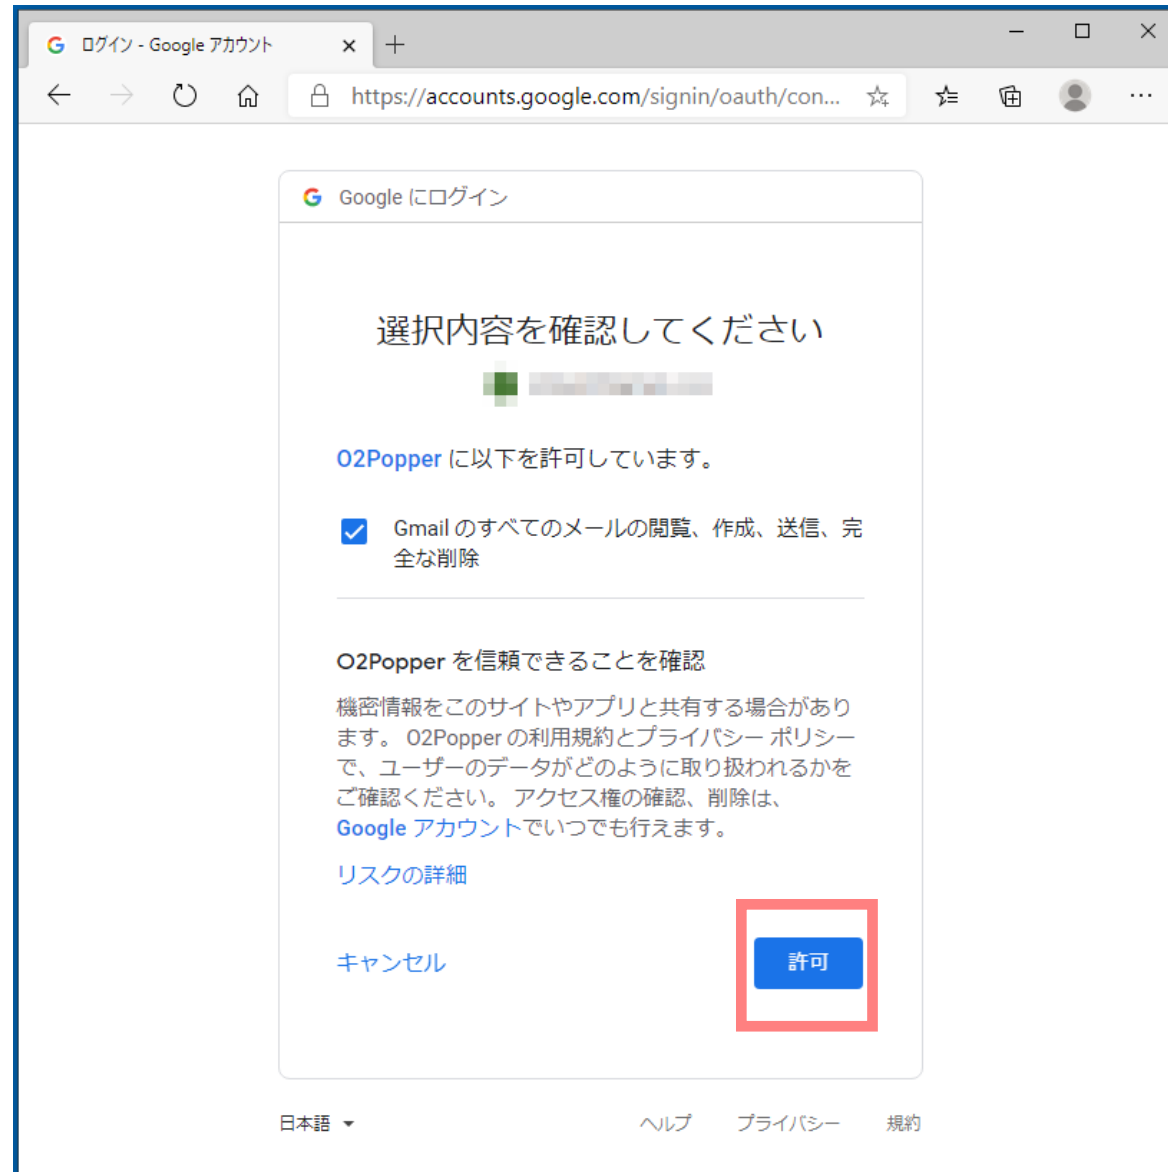 ログイン - Google アカウント
https://accounts.google.com/signin/oauth/con...
Google にログイン
選択内容を確認してください
O2Popper に以下を許可しています。
Gmail のすべてのメールの閲覧、作成、送信、完
全な削除
O2Popper を信頼できることを確認
機密情報をこのサイトやアプリと共有する場合があり
ます。 O2Popper の利用規約とプライバシー ポリシー
で、ユーザーのデータがどのように取り扱われるかを
ご確認ください。 アクセス権の確認、削除は、
Google アカウントでいつでも行えます。
リスクの詳細
キャンセル
許可
日本語
ヘルプ プライバシー 規約